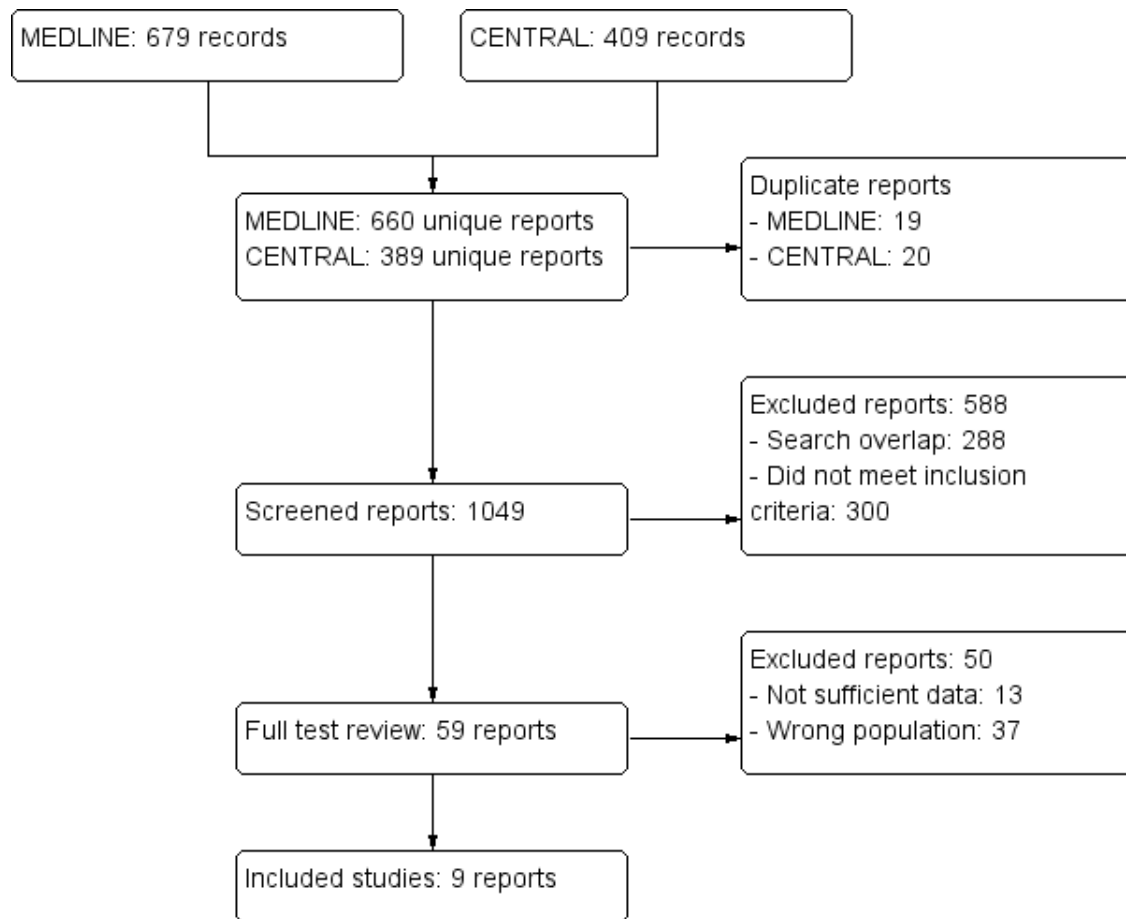 MEDLINE: 679 records
CENTRAL: 409 records
MEDLINE: 660 unique reports
CENTRAL: 389 unique reports
Duplicate reports
- MEDLINE: 19
- CENTRAL: 20
Screened reports: 1049
Excluded reports: 588
- Search overlap: 288
- Did not meet inclusion
criteria: 300
Full test review: 59 reports
Excluded reports: 50
- Not sufficient data: 13
- Wrong population: 37
Included studies: 9 reports